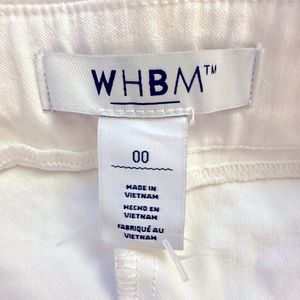 WHBM™
00
MADE IN
VIETNAM
HECHO EN
VIETNAM
FABRIQUÉ AU
VIETNAM